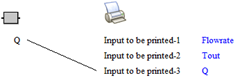 Input to be printed-1 Flowrate
Input to be printed-2 Tout
Q Input to be printed-3 Q